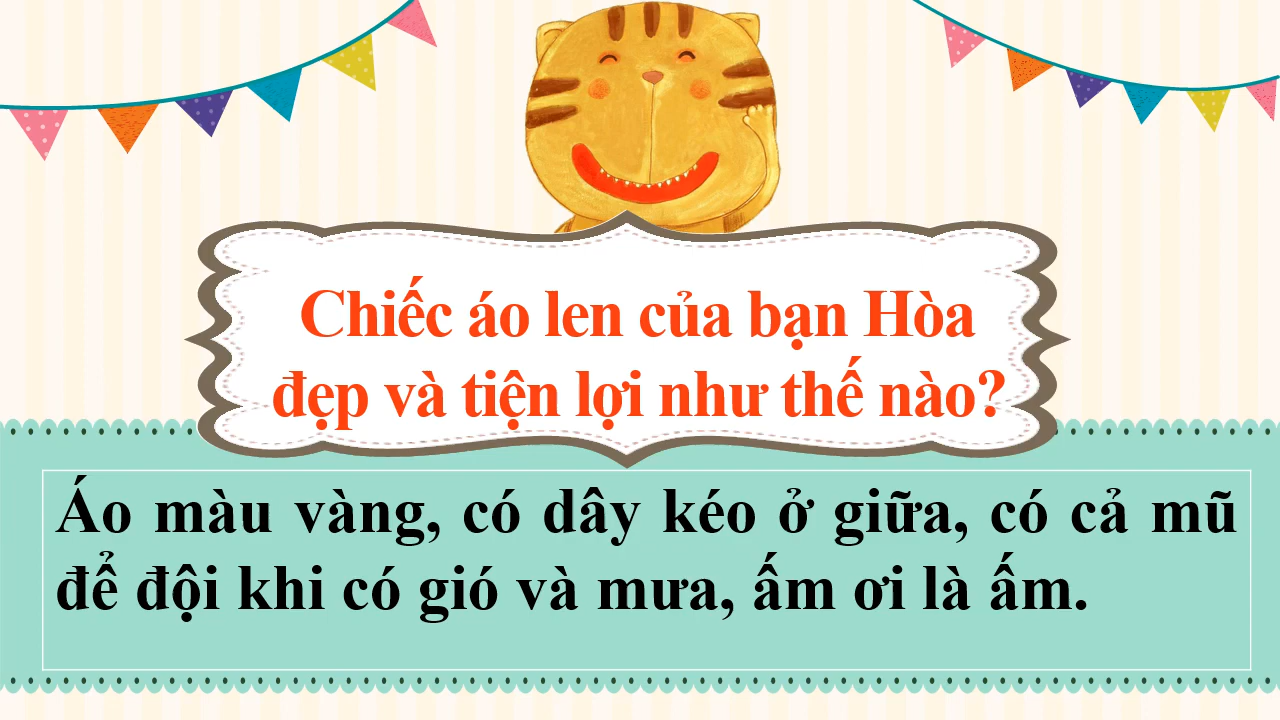 Chiếc áo len của bạn Hòa
đẹp và tiện lợi như thế nào?
Áo màu vàng, có dây kéo ở giữa, có cả mũ
để đội khi có gió và mưa, ấm ơi là ấm.